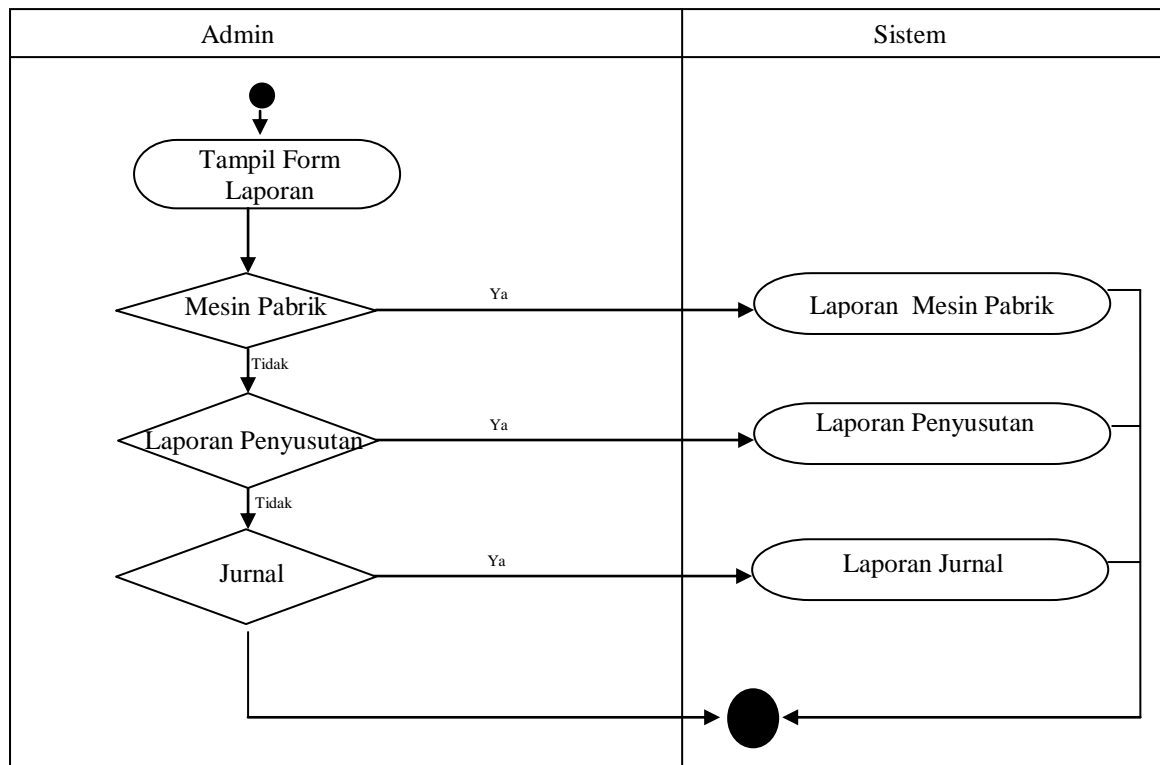 Admin
Sistem
Tampil Form
Laporan
Mesin Pabrik
Ya
Laporan Mesin Pabrik
Tidak
Laporan Penyusutan
Ya
Laporan Penyusutan
Tidak
Jurnal
Ya
Laporan Jurnal